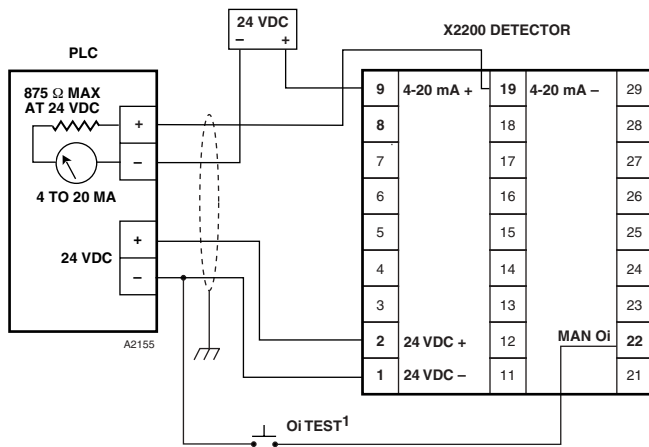 24 VDC
– +
PLC
X2200 DETECTOR
875 Ω MAX
AT 24 VDC
+
–
4 TO 20 MA
24 VDC
+
–
A2155
9 4-20 mA + 19 4-20 mA – 29
8 18 28
7 17 27
6 16 26
5 15 25
4 14 24
3 13 23
2 24 VDC + 12 MAN Oi 22
1 24 VDC – 11 21
Oi TEST1